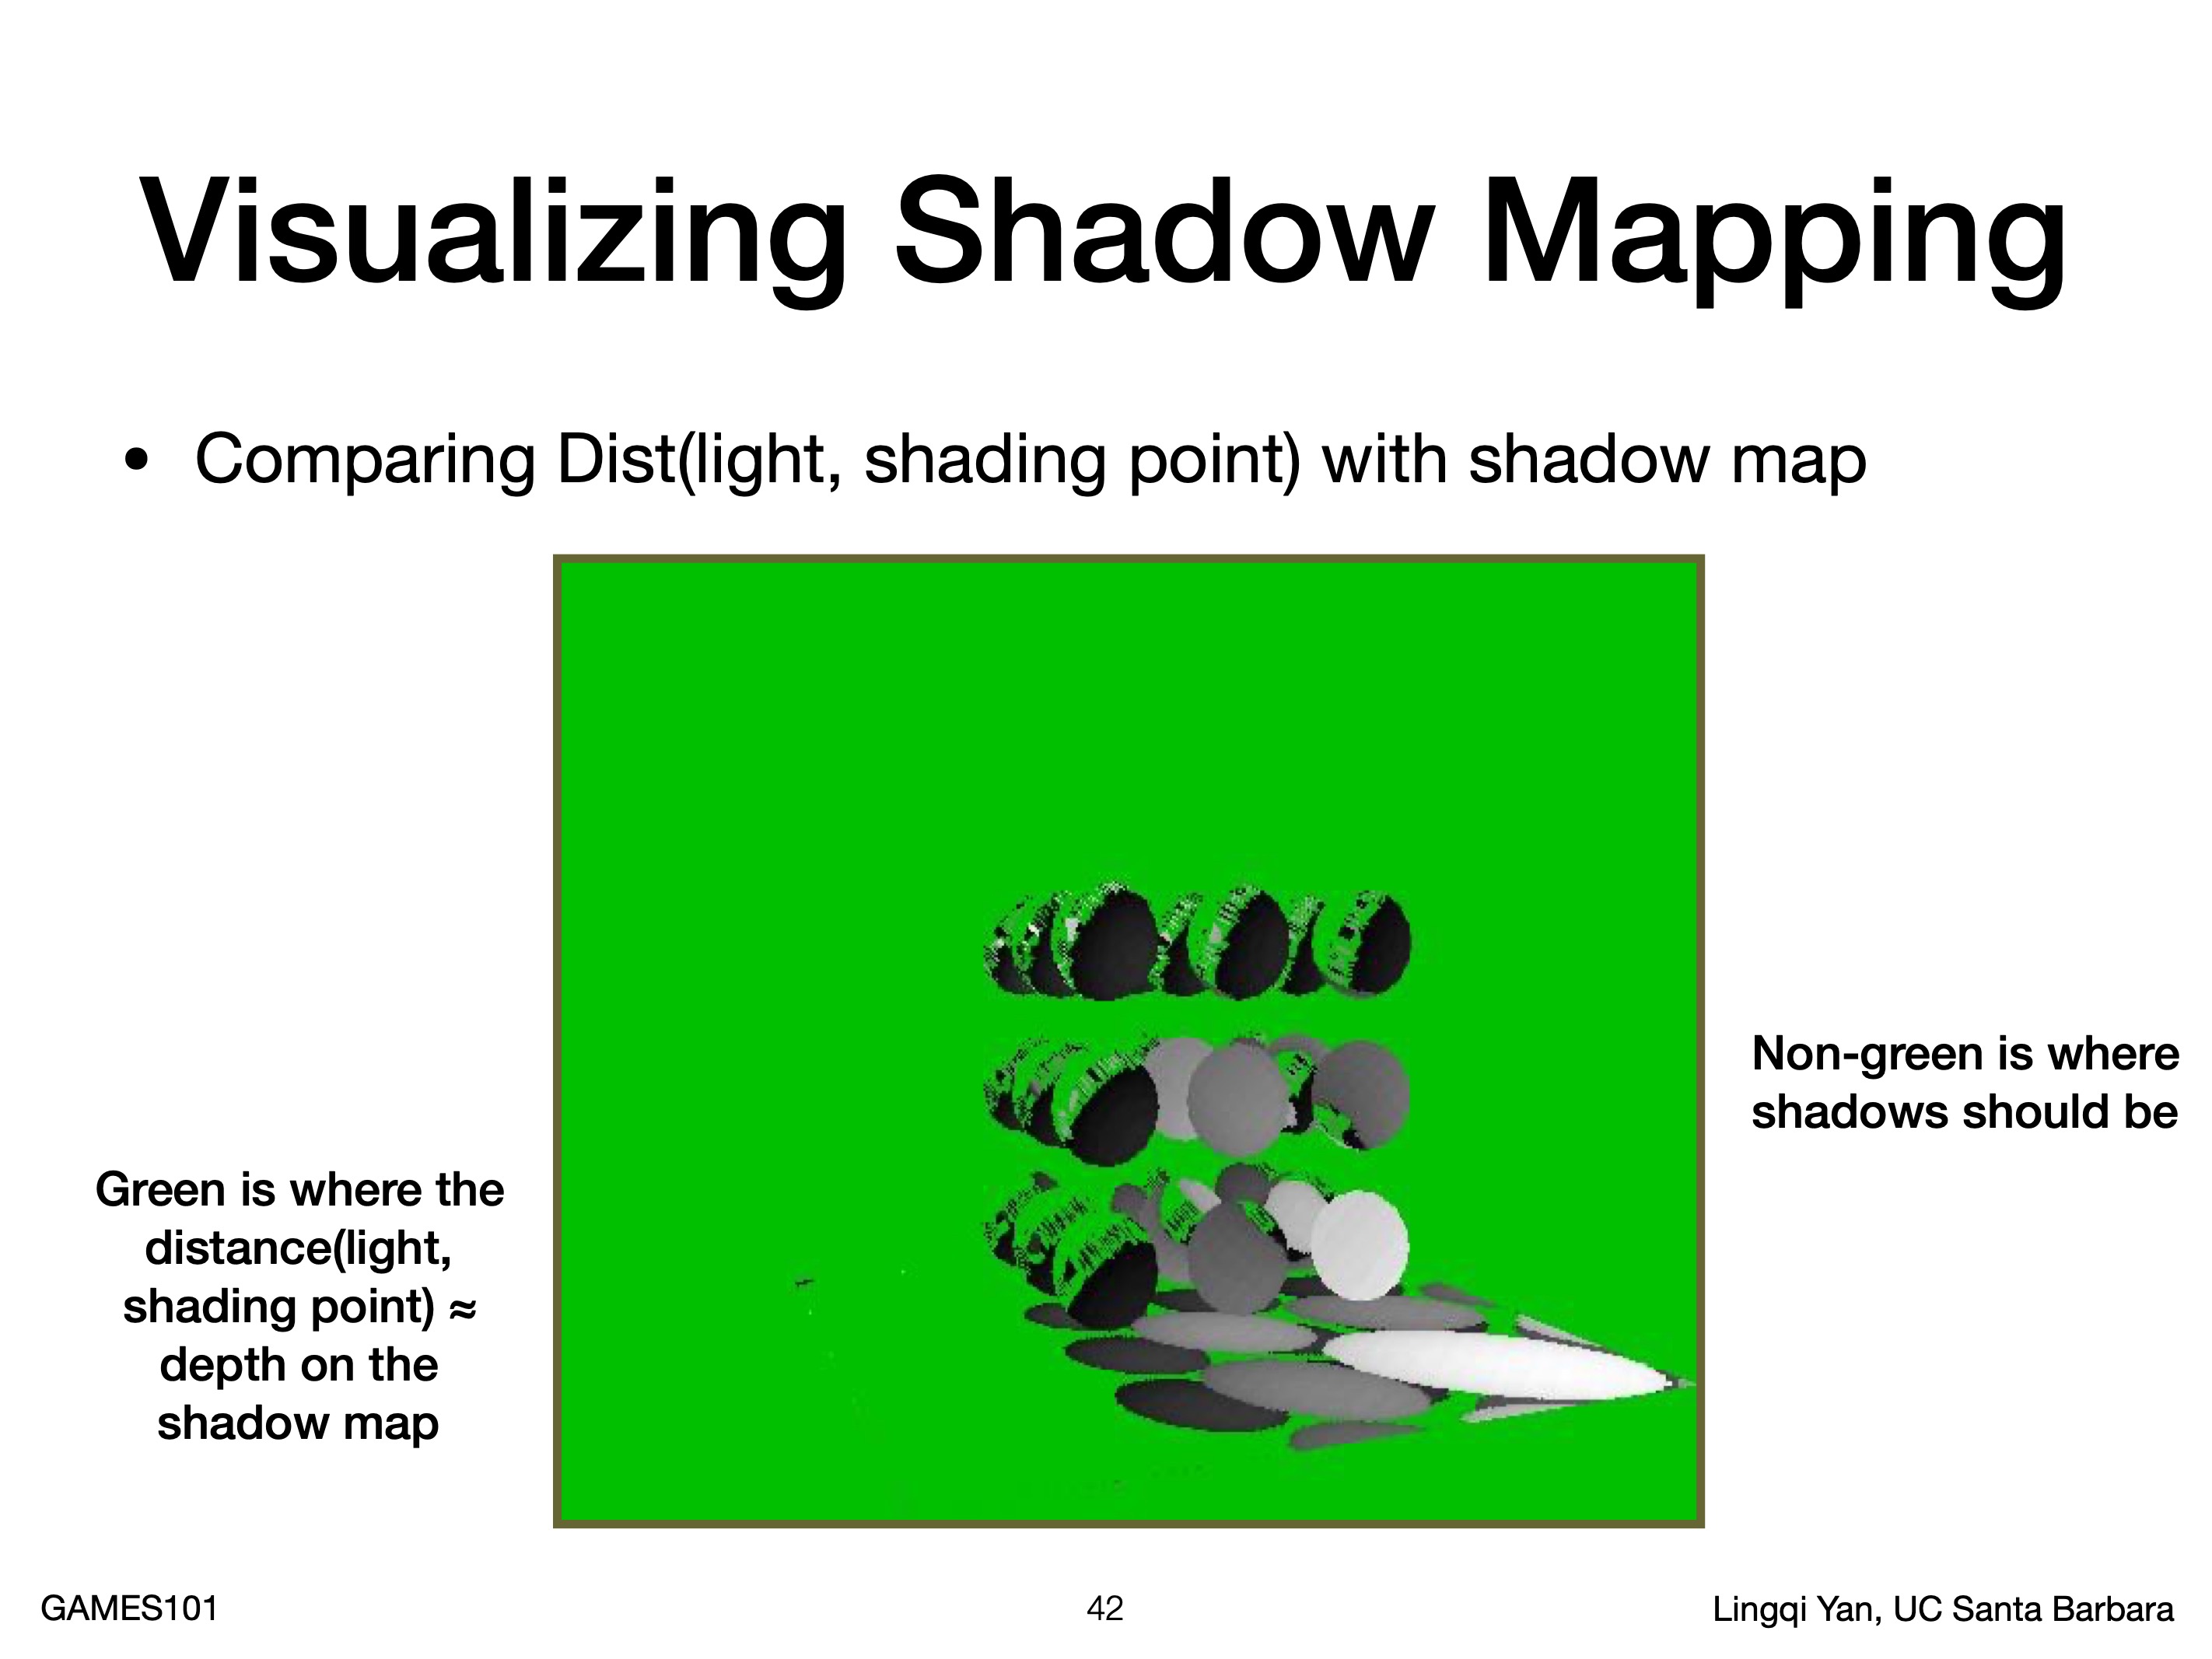 Visualizing Shadow Mapping
• Comparing Dist(light, shading point) with shadow map
Green is where the
distance(light,
shading point) ≈
depth on the
shadow map
Non-green is where
shadows should be
GAMES101
42
Lingqi Yan, UC Santa Barbara